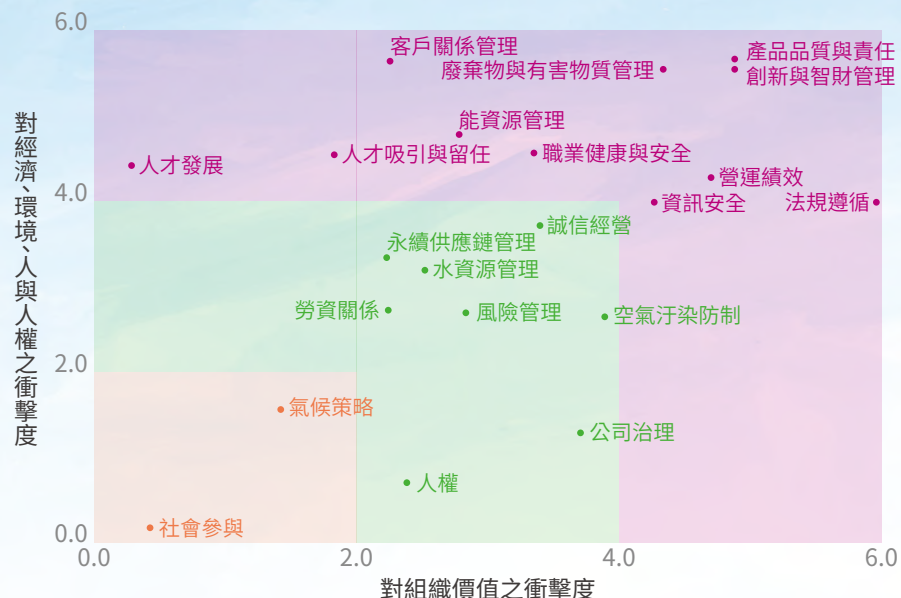 6.0
客戶關係管理
產品品質與責任
廢棄物與有害物質管理
創新與智財管理
能資源管理
人才吸引與留任
職業健康與安全
人才發展
營運績效
資訊安全
法規遵循
4.0
誠信經營
永續供應鏈管理
水資源管理
勞資關係
風險管理
空氣汙染防制
2.0
氣候策略
公司治理
人權
社會參與
0.0
0.0
2.0
4.0
6.0
對經濟、環境、人與人權之衝擊度
對組織價值之衝擊度